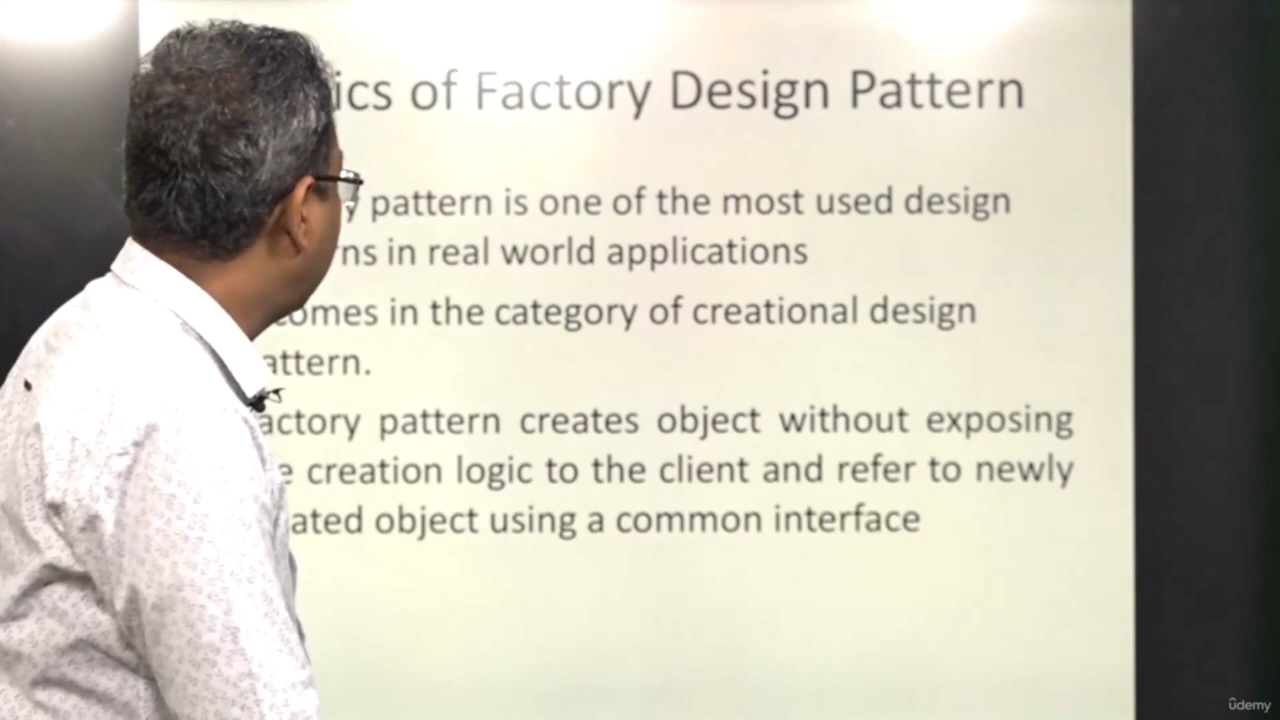 ics of Factory Design Pattern
y pattern is one of the most used design
rns in real world applications
comes in the category of creational design
attern.
actory pattern creates object without exposing
e creation logic to the client and refer to newly
ated object using a common interface
ûdemy